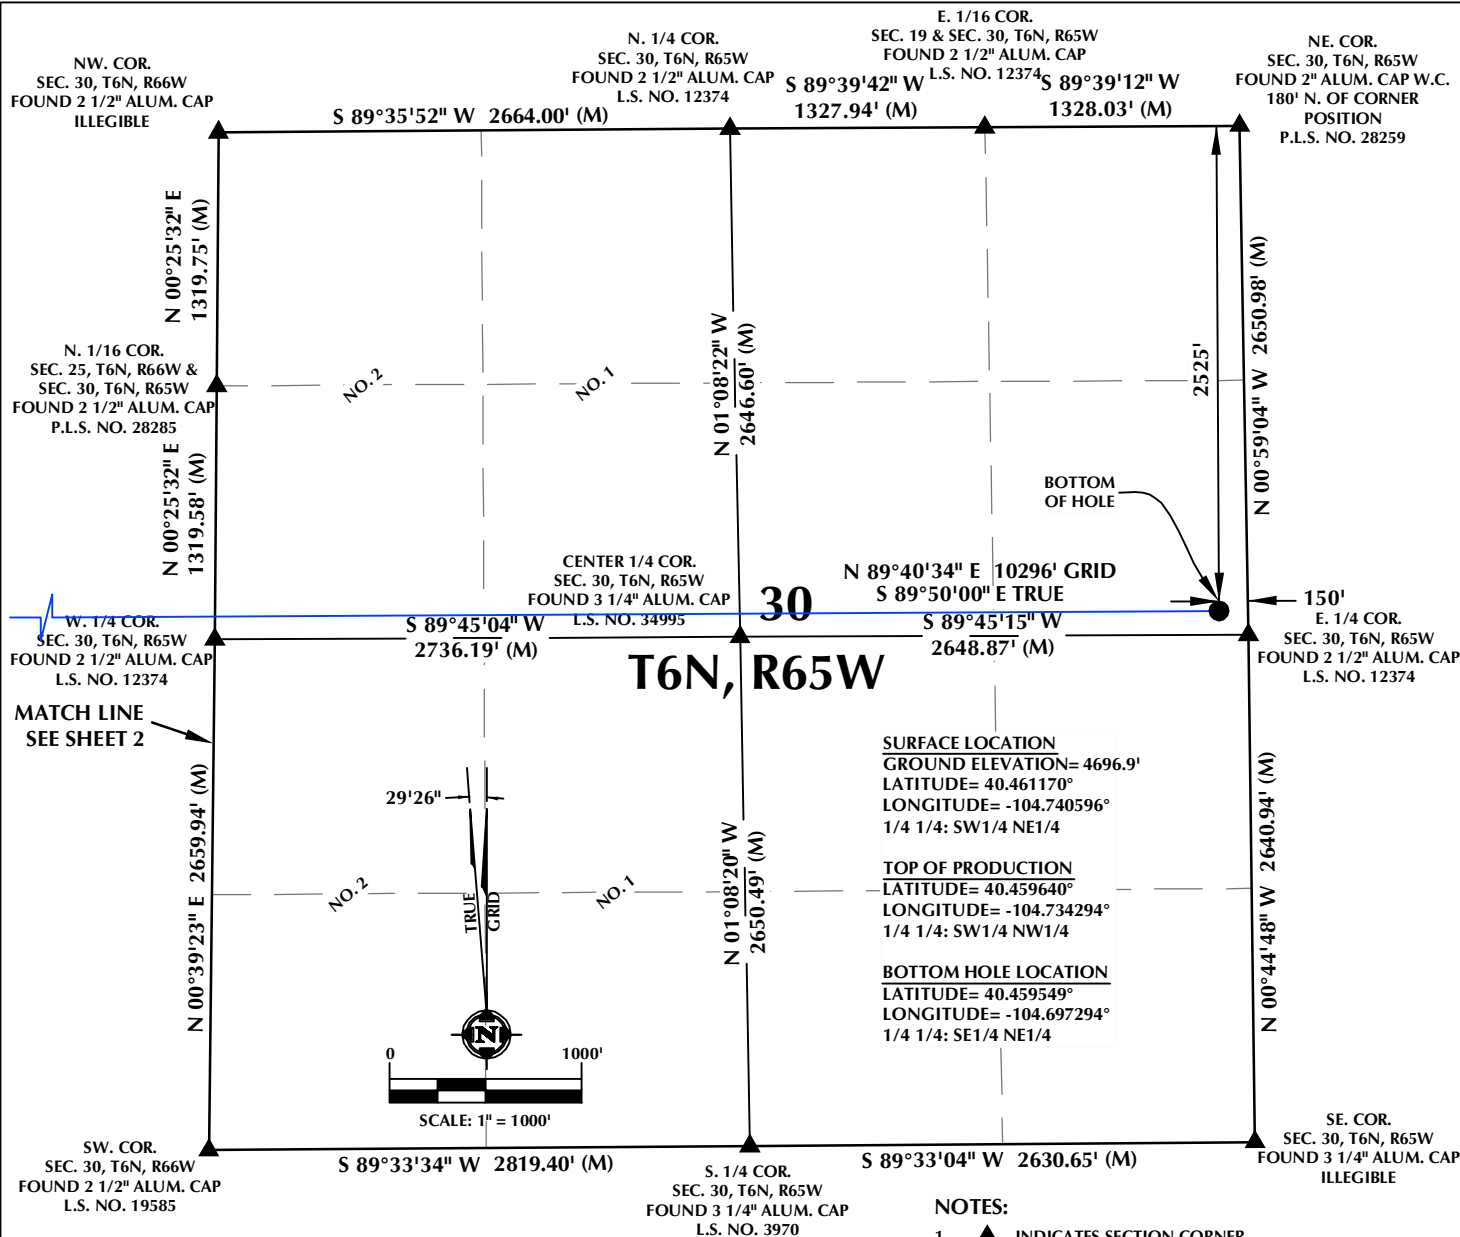 NW. COR.
SEC. 30, T6N, R66W
FOUND 2 1/2" ALUM. CAP
ILLEGIBLE
N. 1/4 COR.
SEC. 30, T6N, R65W
FOUND 2 1/2" ALUM. CAP
L.S. NO. 12374
E. 1/16 COR.
SEC. 19 & SEC. 30, T6N, R65W
FOUND 2 1/2" ALUM. CAP
L.S. NO. 12374
NE. COR.
SEC. 30, T6N, R65W
FOUND 2" ALUM. CAP W.C.
180' N. OF CORNER
POSITION
P.L.S. NO. 28259
S 89°35'52" W 2664.00' (M)
S 89°39'42" W
1327.94' (M)
S 89°39'12" W
1328.03' (M)
N 00°25'32" E
1319.75' (M)
N. 1/16 COR.
SEC. 25, T6N, R66W &
SEC. 30, T6N, R65W
FOUND 2 1/2" ALUM. CAP
P.L.S. NO. 28285
NO. 2
NO. 1
N 01°08'22" W
2646.60' (M)
2525'
N 00°59'04" W 2650.98' (M)
N 00°25'32" E
1319.58' (M)
BOTTOM
OF HOLE
CENTER 1/4 COR.
SEC. 30, T6N, R65W
FOUND 3 1/4" ALUM. CAP
L.S. NO. 34995
30
N 89°40'34" E 10296' GRID
S 89°50'00" E TRUE
150'
W. 1/4 COR.
SEC. 30, T6N, R65W
FOUND 2 1/2" ALUM. CAP
L.S. NO. 12374
S 89°45'04" W
2736.19' (M)
S 89°45'15" W
2648.87' (M)
E. 1/4 COR.
SEC. 30, T6N, R65W
FOUND 2 1/2" ALUM. CAP
L.S. NO. 12374
T6N, R65W
MATCH LINE
SEE SHEET 2
N 00°39'23" E 2659.94' (M)
29'26"
TRUE
GRID
N
NO. 2
NO. 1
N 01°08'20" W
2650.49' (M)
SURFACE LOCATION
GROUND ELEVATION= 4696.9'
LATITUDE= 40.461170°
LONGITUDE= -104.740596°
1/4 1/4: SW1/4 NE1/4
TOP OF PRODUCTION
LATITUDE= 40.459640°
LONGITUDE= -104.734294°
1/4 1/4: SW1/4 NW1/4
BOTTOM HOLE LOCATION
LATITUDE= 40.459549°
LONGITUDE= -104.697294°
1/4 1/4: SE1/4 NE1/4
N 00°44'48" W 2640.94' (M)
0 1000'
SCALE: 1" = 1000'
SW. COR.
SEC. 30, T6N, R66W
FOUND 2 1/2" ALUM. CAP
L.S. NO. 19585
S 89°33'34" W 2819.40' (M)
S. 1/4 COR.
SEC. 30, T6N, R65W
FOUND 3 1/4" ALUM. CAP
L.S. NO. 3970
S 89°33'04" W 2630.65' (M)
SE. COR.
SEC. 30, T6N, R65W
FOUND 3 1/4" ALUM. CAP
ILLEGIBLE
NOTES:
1. INDICATES SECTION CORNER